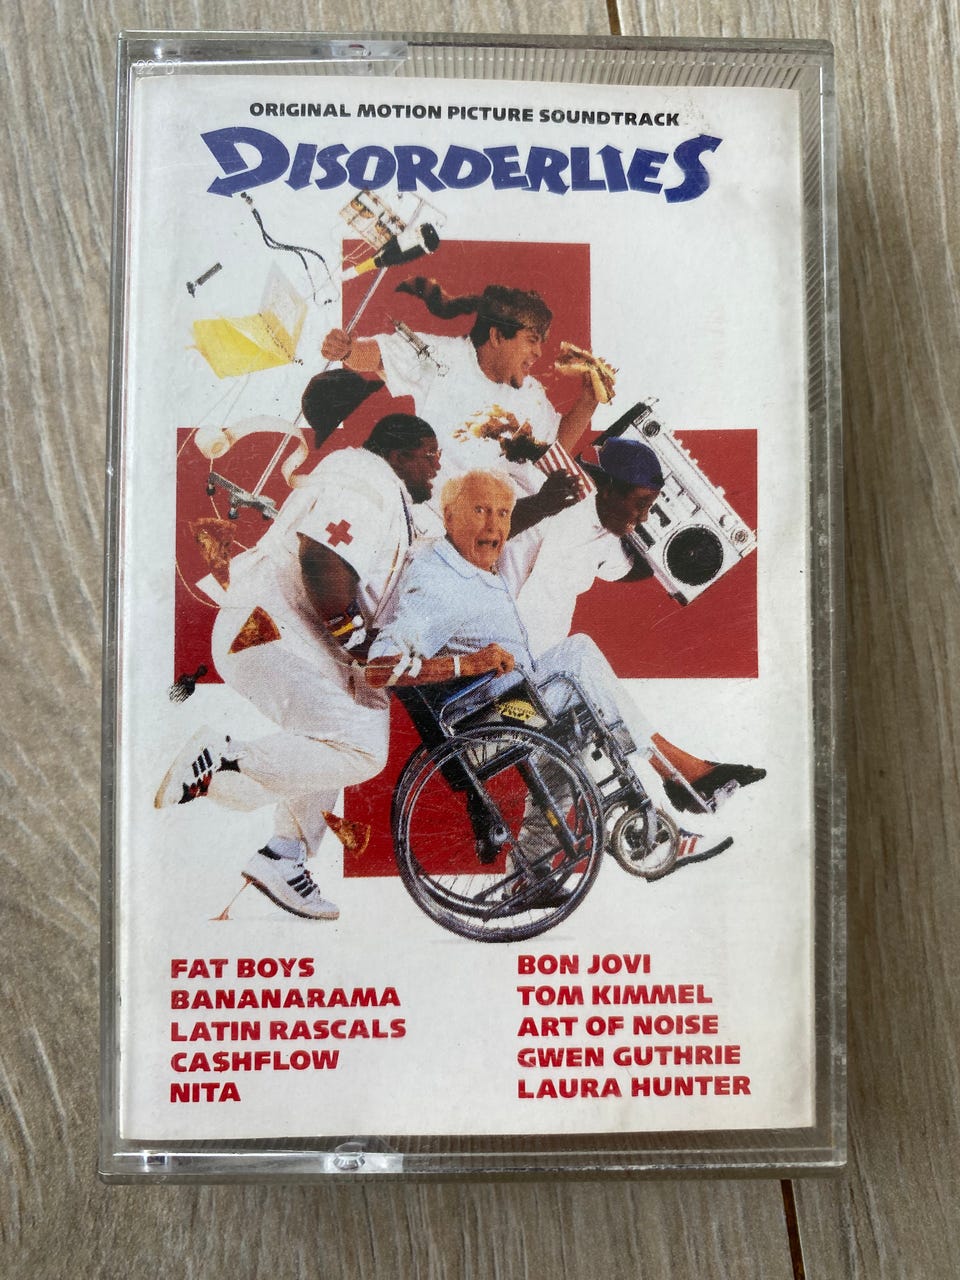 ORIGINAL MOTION PICTURE SOUNDTRACK
DISORDERLIES
FAT BOYS
BANANARAMA
LATIN RASCALS
CA$HFLOW
NITA
BON JOVI
TOM KIMMEL
ART OF NOISE
GWEN GUTHRIE
LAURA HUNTER